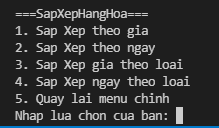 ===SapXepHangHoa===
1. Sap Xep theo gia
2. Sap Xep theo ngay
3. Sap Xep gia theo loai
4. Sap Xep ngay theo loai
5. Quay lai menu chinh
Nhap lua chon cua ban: